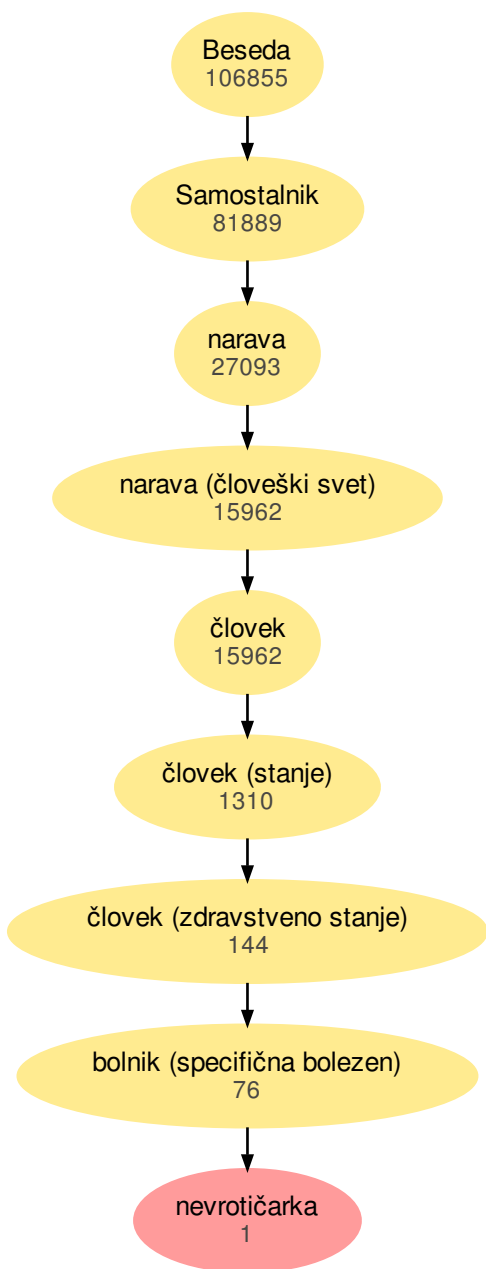 Beseda
106855
Samostalnik
81889
narava
27093
narava (človeški svet)
15962
človek
15962
človek (stanje)
1310
človek (zdravstveno stanje)
144
bolnik (specifična bolezen)
76
nevrotičarka
1